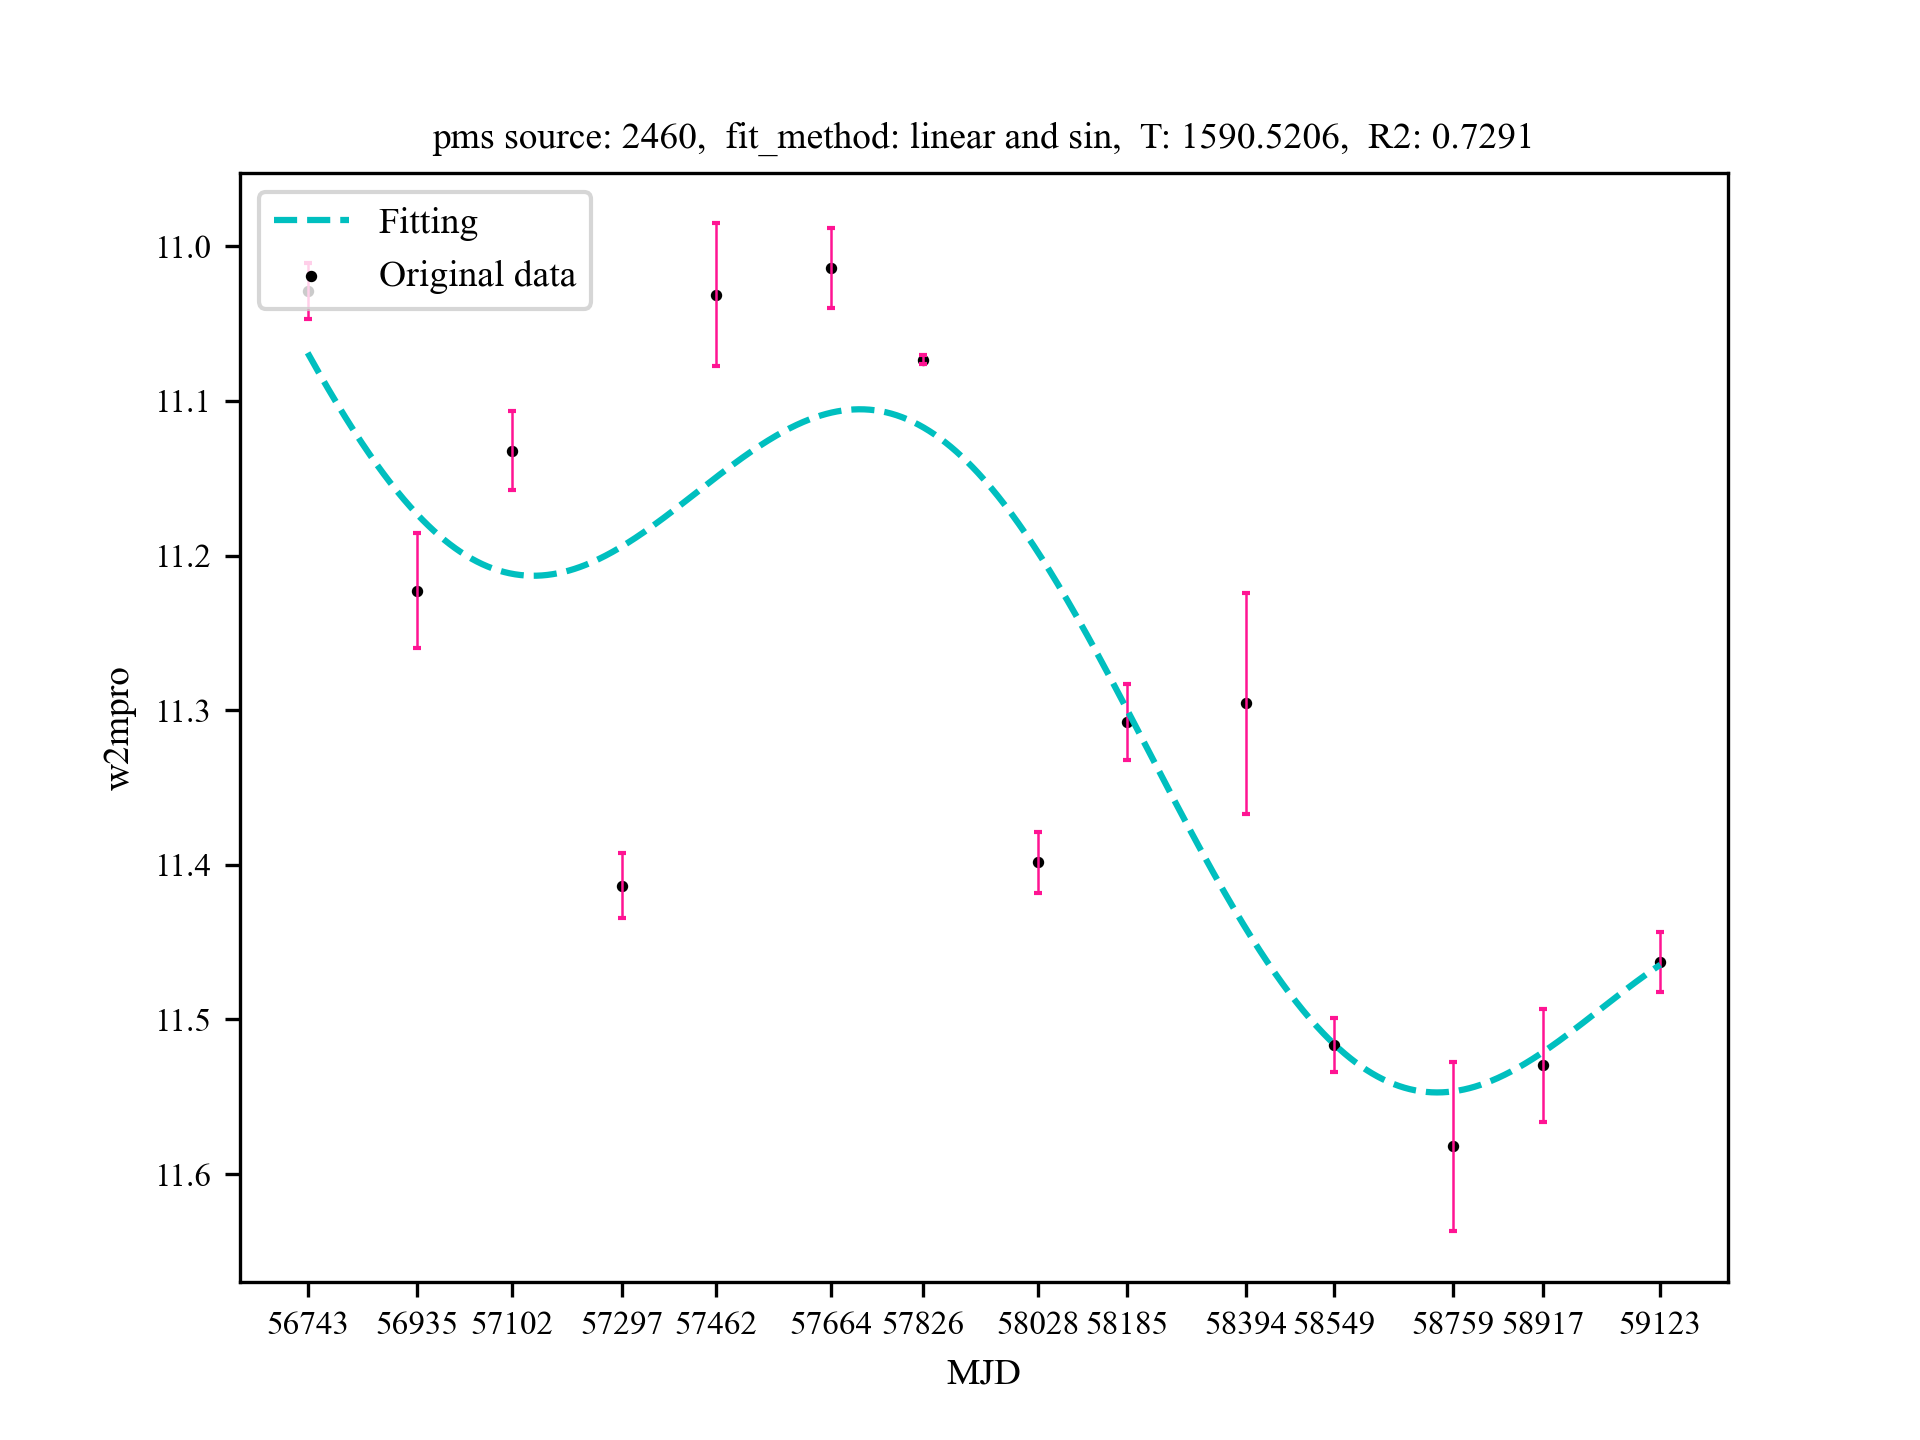 pms source: 2460,  fit_method: linear and sin,  T: 1590.5206,  R2: 0.7291
Fitting
Original data
11.0
11.1
11.2
11.3
11.4
11.5
11.6
w2mpro
56743 56935 57102 57297 57462 57664 57826 58028 58185 58394 58549 58759 58917 59123
MJD